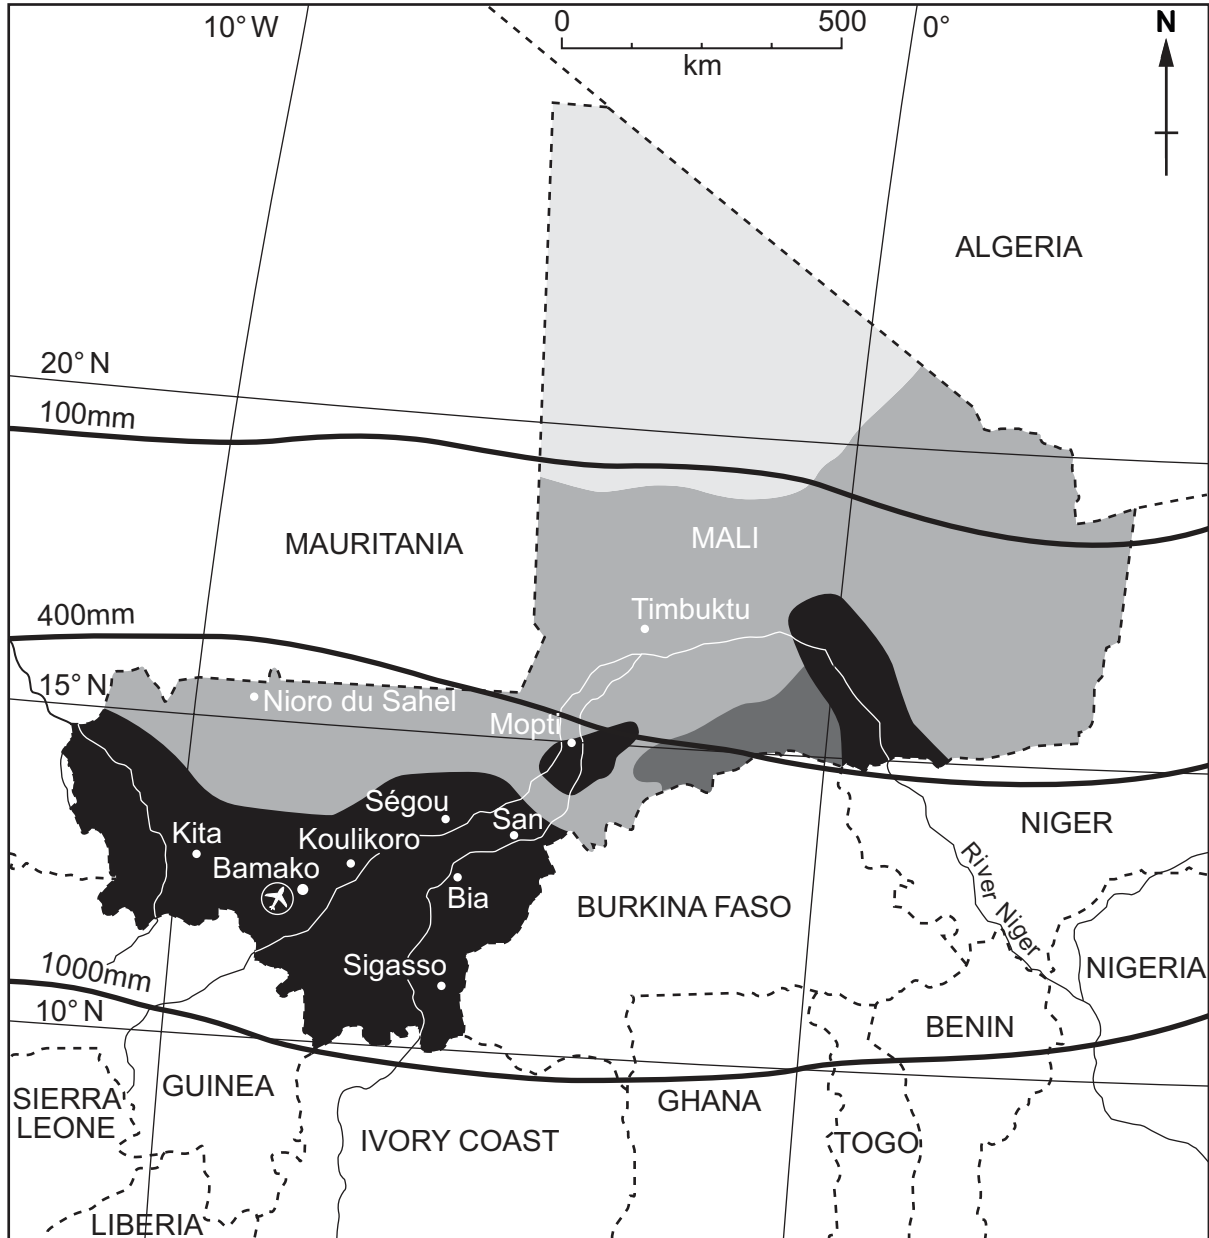 10° W
0
500
0°
N
km
ALGERIA
20° N
100mm
MAURITANIA
MALI
400mm
Timbuktu
15° N
Nioro du Sahel
Mopti
Ségou
San
Kita
Koulikoro
NIGER
Bamako
Bia
BURKINA FASO
River Niger
Sigasso
1000mm
NIGERIA
10° N
BENIN
SIERRA
LEONE
GUINEA
GHANA
IVORY COAST
TOGO
LIBERIA